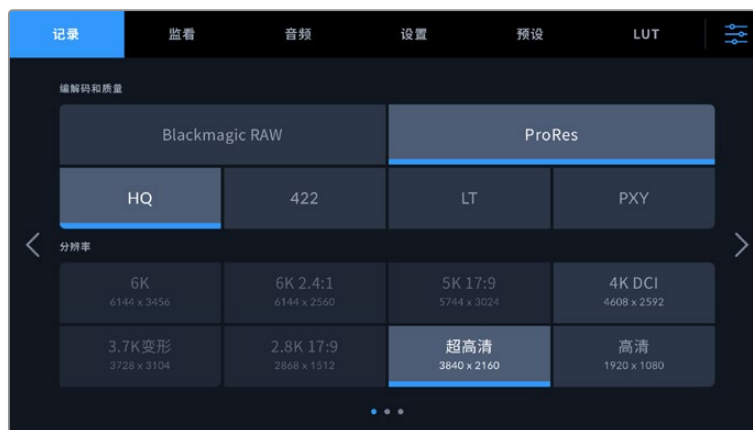 记录 监看 音频 设置 预设 LUT
编解码和质量
Blackmagic RAW ProRes
HQ 422 LT PXY
分辨率
6K 6K 2.4:1 5K 17:9 4K DCI
6144 x 3456 6144 x 2560 5744 x 3024 4608 x 2592
3.7K变形 2.8K 17:9 超高清 高清
3728 x 3104 2868 x 1512 3840 x 2160 1920 x 1080